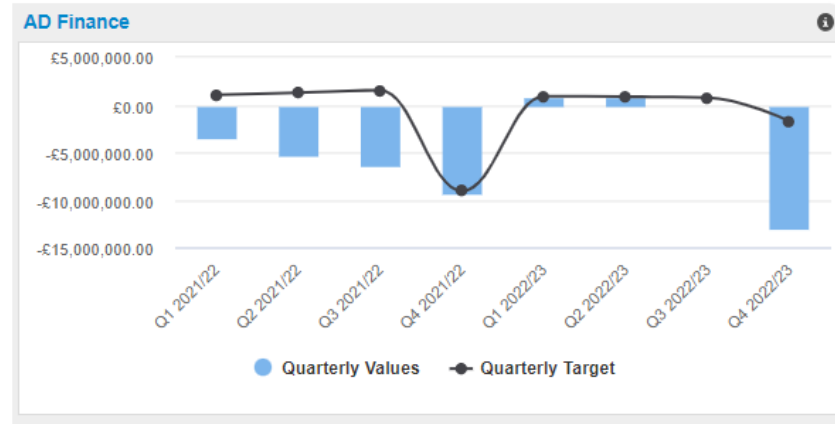 AD Finance
£5,000,000.00
£0.00
-£5,000,000.00
-£10,000,000.00
-£15,000,000.00
Q1 2021/22
Q2 2021/22
Q3 2021/22
Q4 2021/22
Q1 2022/23
Q2 2022/23
Q3 2022/23
Q4 2022/23
Quarterly Values
Quarterly Target